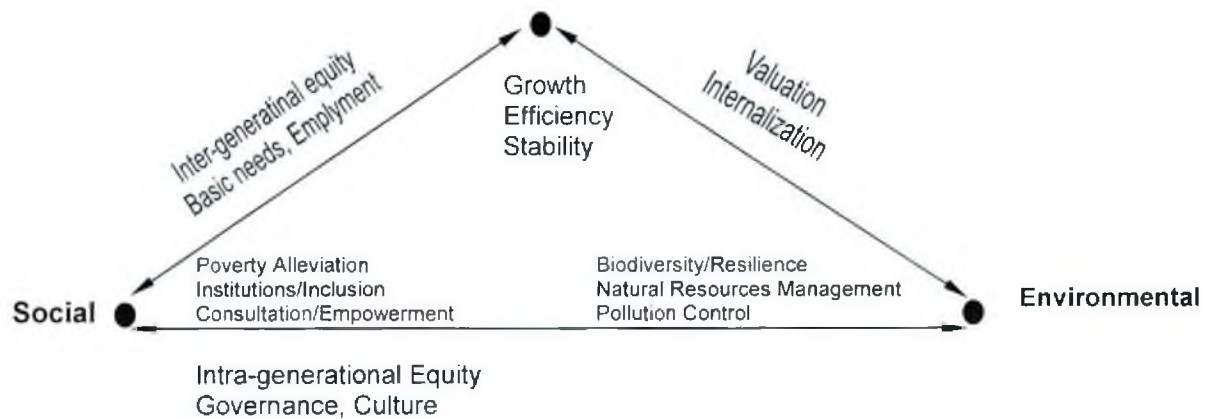 Inter-generatinal equity
Basic needs, Emplyment
Growth
Efficiency
Stability
Valuation
Internalization
Social
Poverty Alleviation
Institutions/Inclusion
Consultation/Empowerment
Biodiversity/Resilience
Natural Resources Management
Pollution Control
Environmental
Intra-generational Equity
Governance, Culture